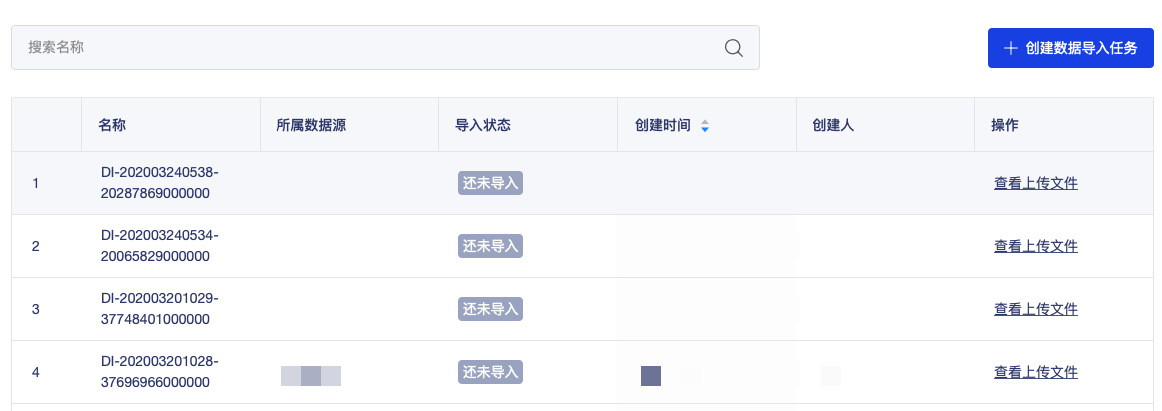 搜索名称
创建数据导入任务
名称 所属数据源 导入状态 创建时间 创建人 操作
1 DI-202003240538-20287869000000 还未导入 查看上传文件
2 DI-202003240534-20065829000000 还未导入 查看上传文件
3 DI-202003201029-37748401000000 还未导入 查看上传文件
4 DI-202003201028-37696966000000 还未导入 查看上传文件